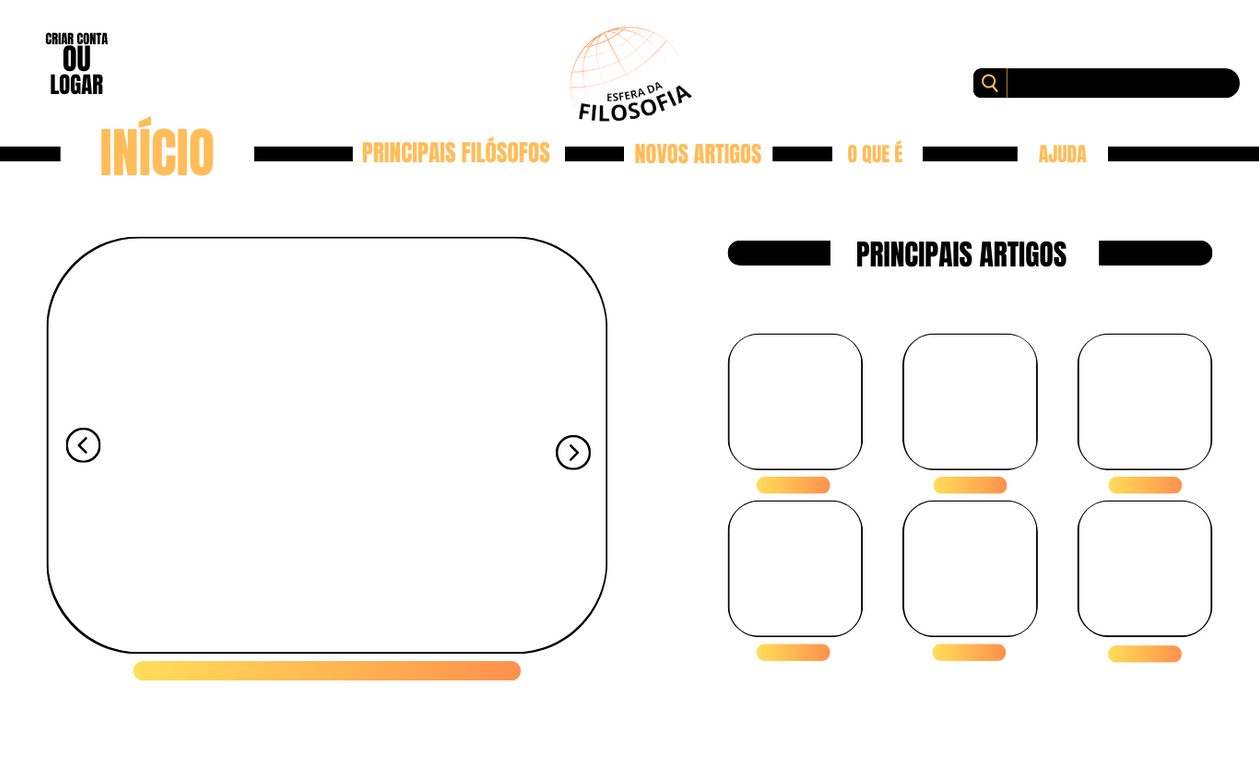 CRIAR CONTA
OU
LOGAR
ESFERA DA
FILOSOFIA
INÍCIO
PRINCIPAIS FILÓSOFOS
NOVOS ARTIGOS
O QUE É
AJUDA
PRINCIPAIS ARTIGOS